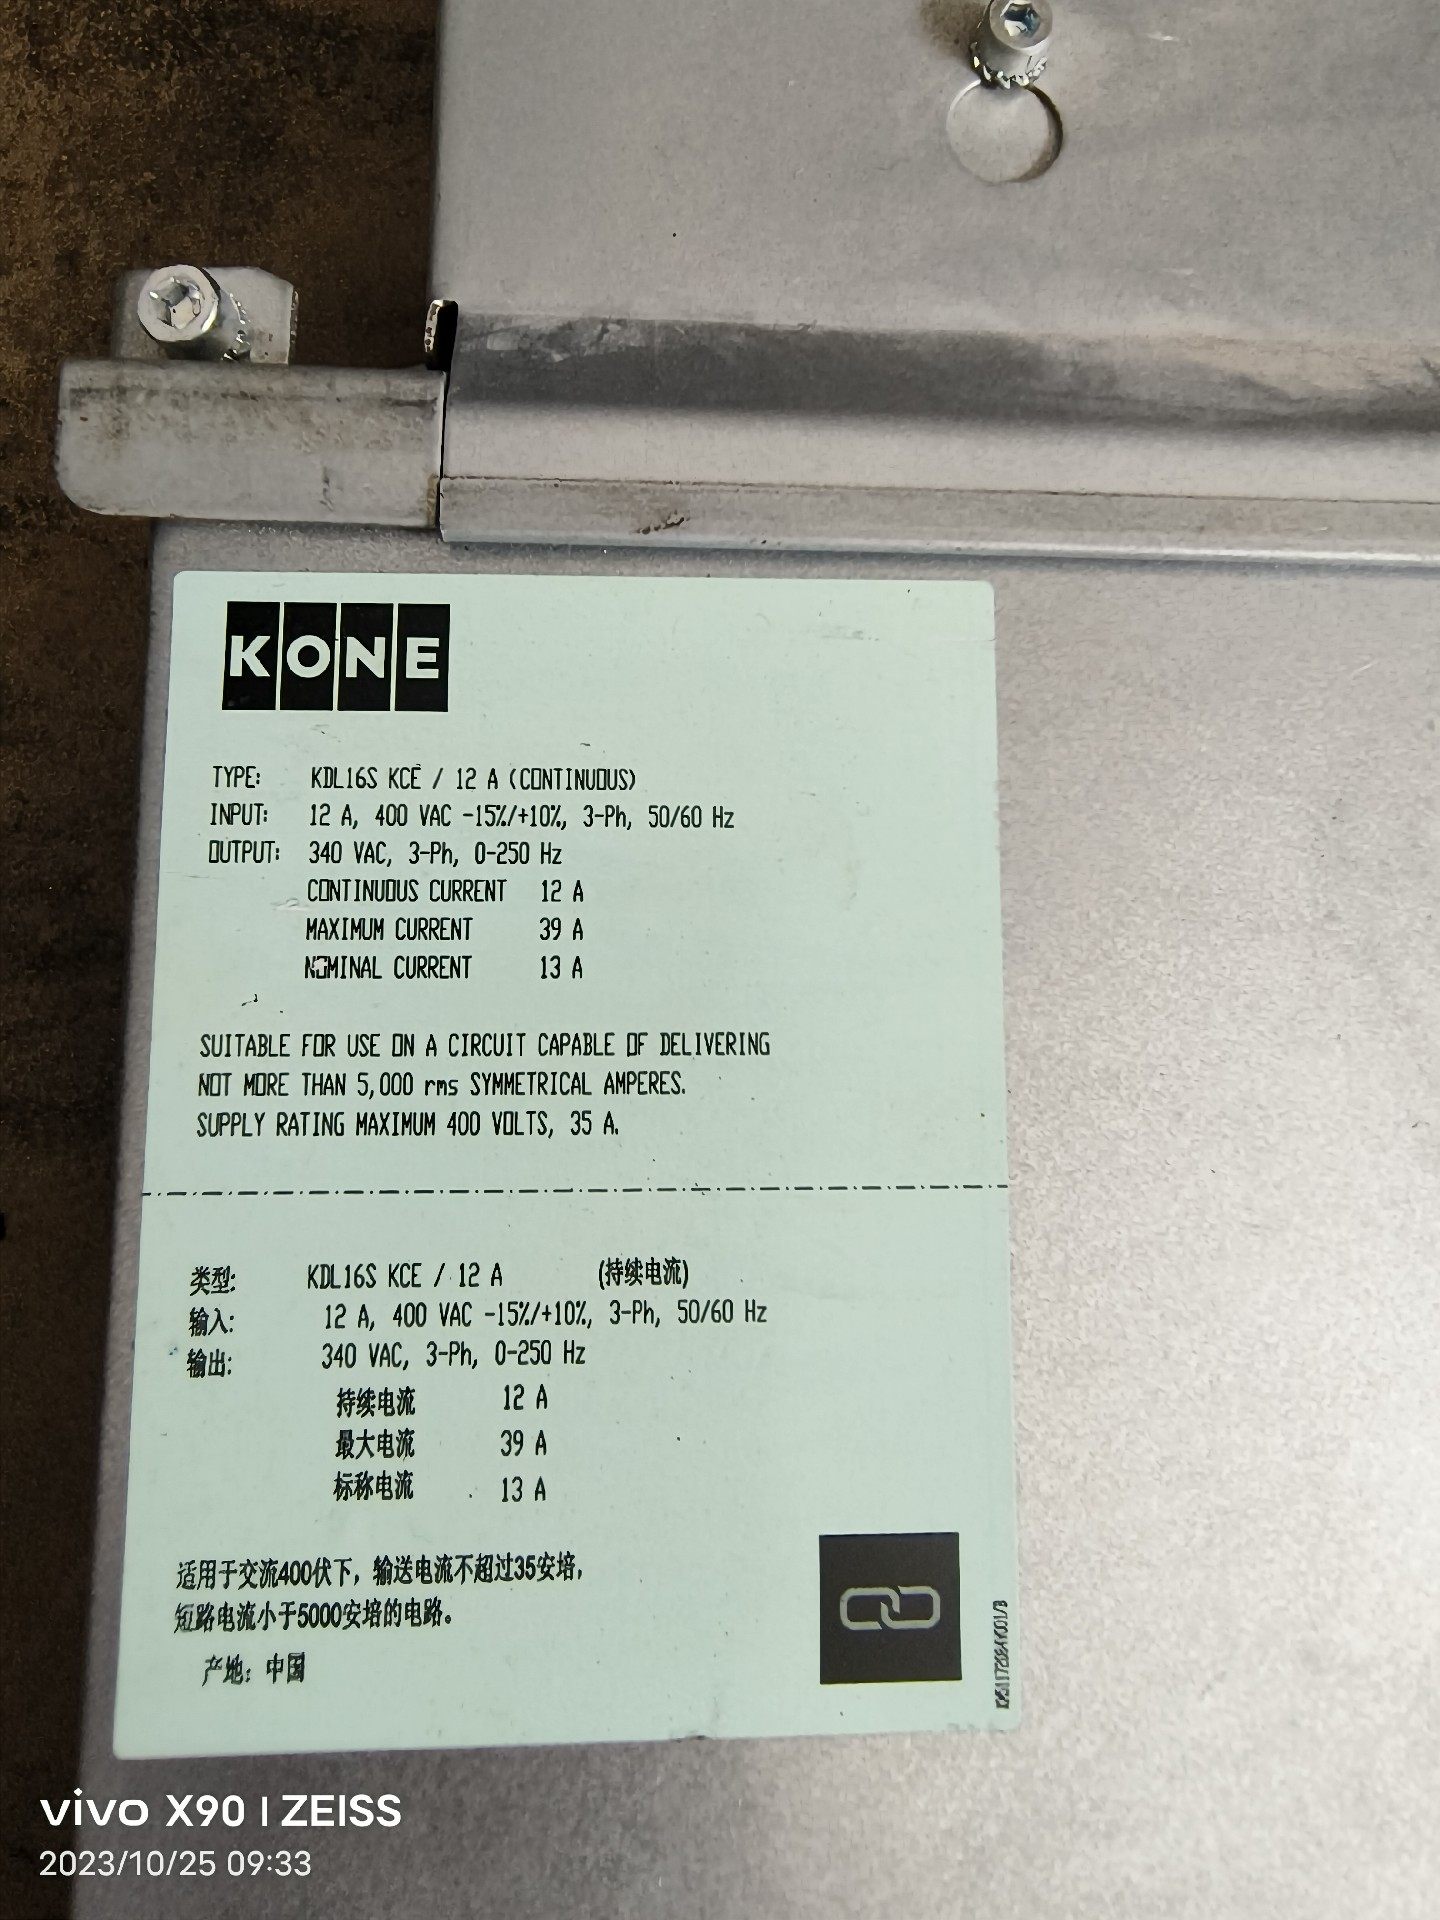 KONE
TYPE: KDL16S KCE / 12 A (CONTINUOUS)
INPUT: 12 A, 400 VAC -15%/+10%, 3-Ph, 50/60 Hz
OUTPUT: 340 VAC, 3-Ph, 0-250 Hz
CONTINUOUS CURRENT 12 A
MAXIMUM CURRENT 39 A
NOMINAL CURRENT 13 A
SUITABLE FOR USE ON A CIRCUIT CAPABLE OF DELIVERING
NOT MORE THAN 5,000 rms SYMMETRICAL AMPERES.
SUPPLY RATING MAXIMUM 400 VOLTS, 35 A.
类型: KDL16S KCE / 12 A (持续电流)
输入: 12 A, 400 VAC -15%/+10%, 3-Ph, 50/60 Hz
输出: 340 VAC, 3-Ph, 0-250 Hz
持续电流 12 A
最大电流 39 A
标称电流 13 A
适用于交流400伏下，输送电流不超过35安培，
短路电流小于5000安培的电路。
产地：中国
vivo X90 | ZEISS
2023/10/25 09:33